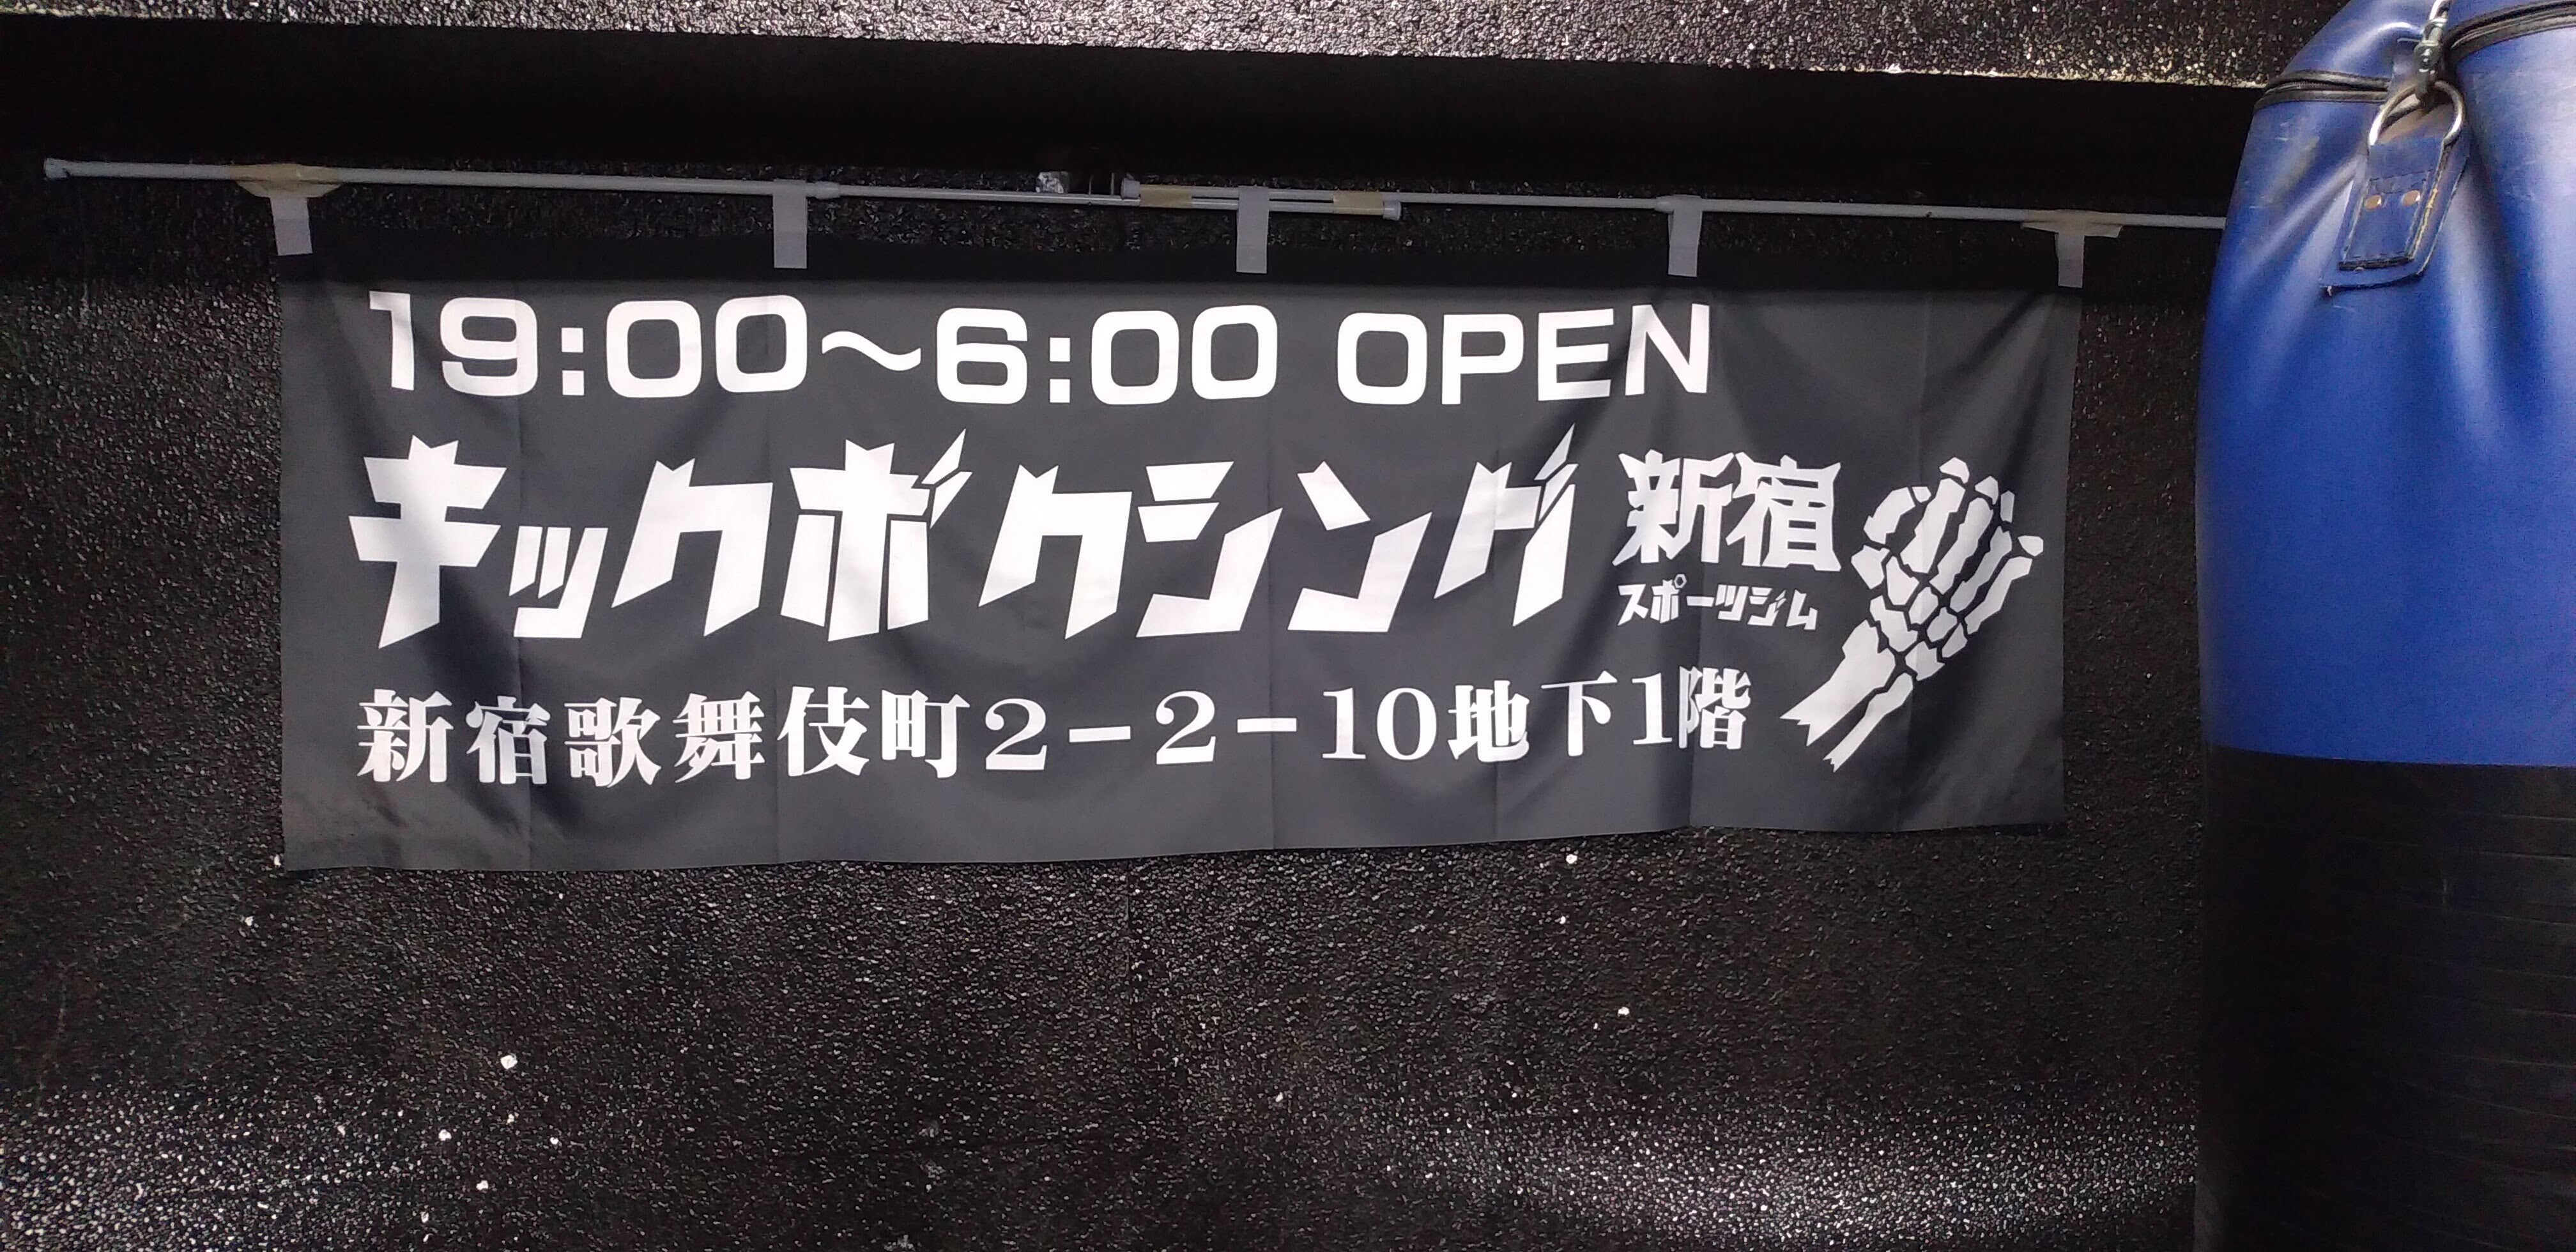 19:00～6:00 OPEN
キックボクシング 新宿
スポーツジム
新宿歌舞伎町2-2-10地下1階